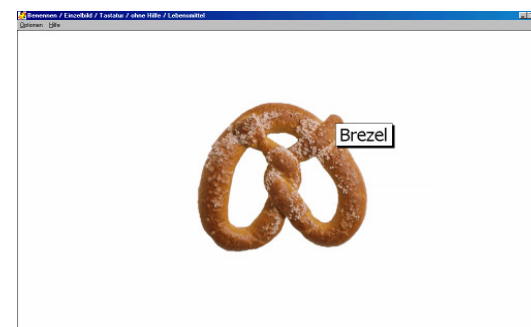 Benennen / Einzelbild / Tastatur / ohne Hilfe / Lebensmittel
Optionen Hilfe
Brezel